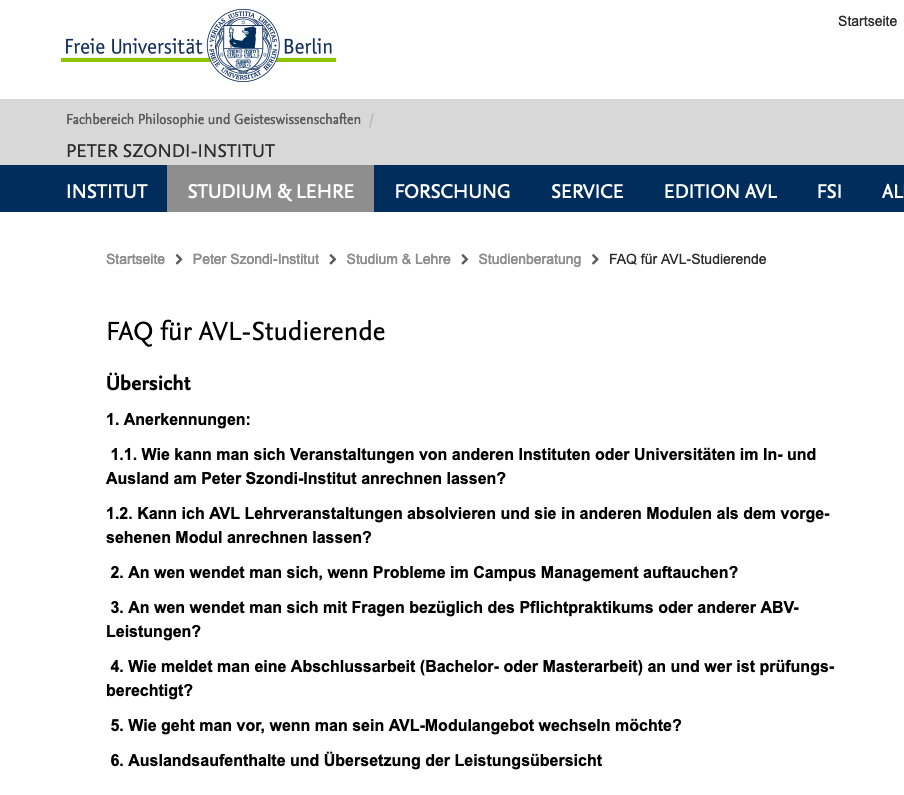 Startseite
Freie Universität Berlin
Fachbereich Philosophie und Geisteswissenschaften /
PETER SZONDI-INSTITUT
INSTITUT STUDIUM & LEHRE FORSCHUNG SERVICE EDITION AVL FSI AL
Startseite > Peter Szondi-Institut > Studium & Lehre > Studienberatung > FAQ für AVL-Studierende
FAQ für AVL-Studierende
Übersicht
1. Anerkennungen:
1.1. Wie kann man sich Veranstaltungen von anderen Instituten oder Universitäten im In- und
Ausland am Peter Szondi-Institut anrechnen lassen?
1.2. Kann ich AVL Lehrveranstaltungen absolvieren und sie in anderen Modulen als dem vorge-
sehenen Modul anrechnen lassen?
2. An wen wendet man sich, wenn Probleme im Campus Management auftauchen?
3. An wen wendet man sich mit Fragen bezüglich des Pflichtpraktikums oder anderer ABV-
Leistungen?
4. Wie meldet man eine Abschlussarbeit (Bachelor- oder Masterarbeit) an und wer ist prüfungs-
berechtigt?
5. Wie geht man vor, wenn man sein AVL-Modulangebot wechseln möchte?
6. Auslandsaufenthalte und Übersetzung der Leistungsübersicht